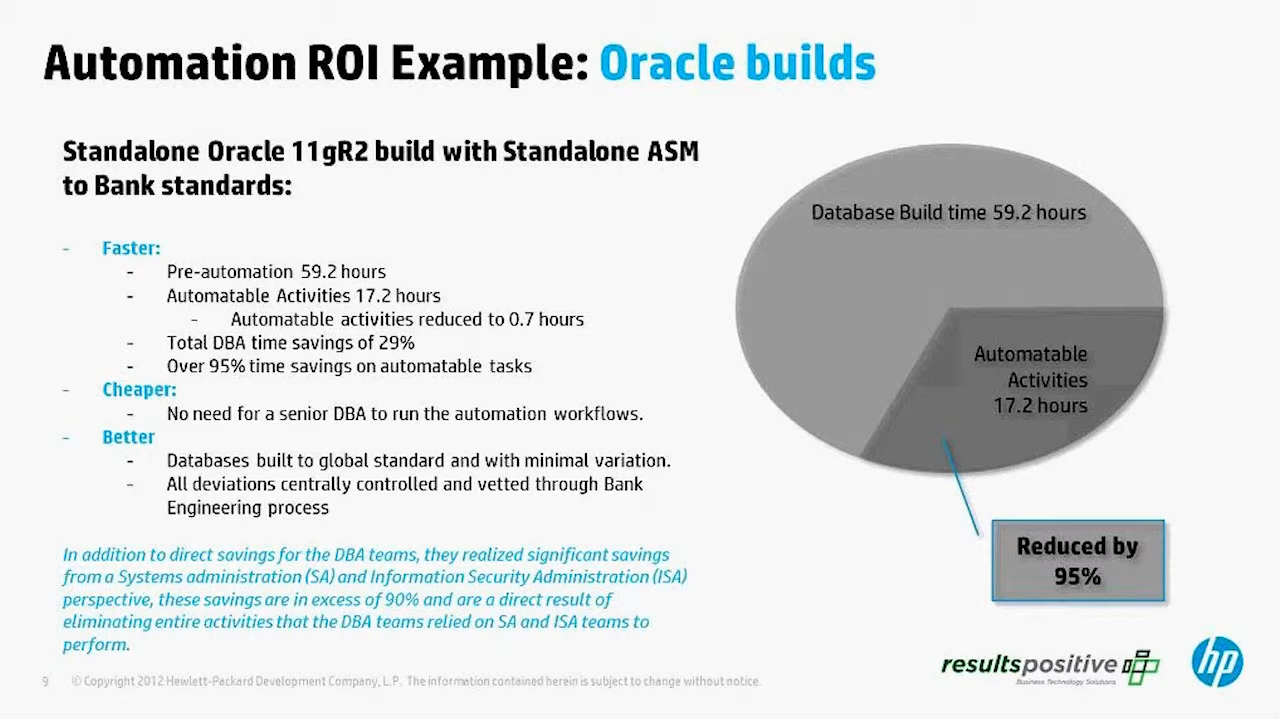 Automation ROI Example: Oracle builds
Standalone Oracle 11gR2 build with Standalone ASM
to Bank standards:
- Faster:
- Pre-automation 59.2 hours
- Automatable Activities 17.2 hours
- Automatable activities reduced to 0.7 hours
- Total DBA time savings of 29%
- Over 95% time savings on automatable tasks
- Cheaper:
- No need for a senior DBA to run the automation workflows.
- Better
- Databases built to global standard and with minimal variation.
- All deviations centrally controlled and vetted through Bank
Engineering process
In addition to direct savings for the DBA teams, they realized significant savings
from a Systems administration (SA) and Information Security Administration (ISA)
perspective, these savings are in excess of 90% and are a direct result of
eliminating entire activities that the DBA teams relied on SA and ISA teams to
perform.
Database Build time 59.2 hours
Automatable
Activities
17.2 hours
Reduced by
95%
resultspositive
Business Technology Solutions
hp
9 © Copyright 2012 Hewlett-Packard Development Company, L.P. The information contained herein is subject to change without notice.